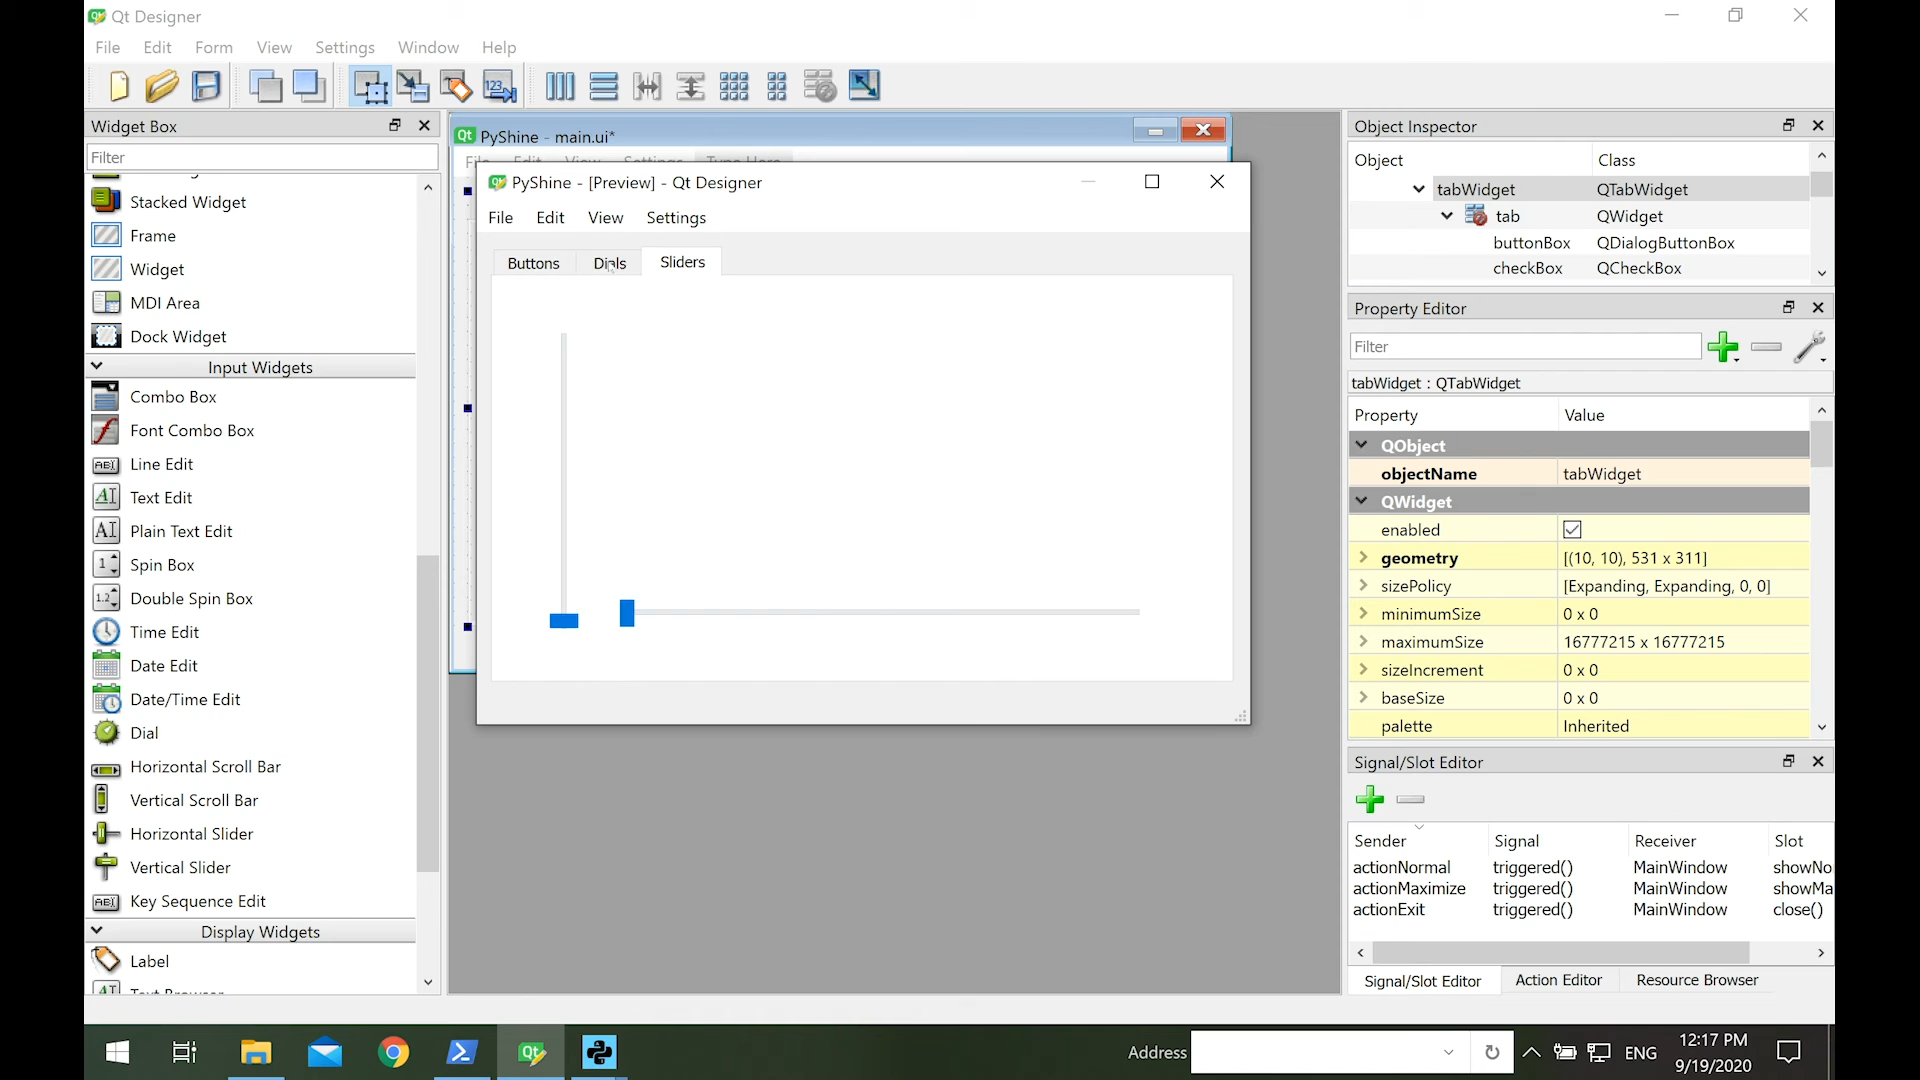 Qt Designer
File Edit Form View Settings Window Help
Widget Box
Filter
Stacked Widget
Frame
Widget
MDI Area
Dock Widget
Input Widgets
Combo Box
Font Combo Box
Line Edit
Text Edit
Plain Text Edit
Spin Box
Double Spin Box
Time Edit
Date Edit
Date/Time Edit
Dial
Horizontal Scroll Bar
Vertical Scroll Bar
Horizontal Slider
Vertical Slider
Key Sequence Edit
Display Widgets
Label
PyShine - main.ui*
PyShine - [Preview] - Qt Designer
File Edit View Settings
Buttons Dials Sliders
Object Inspector
Object Class
tabWidget QTabWidget
tab QWidget
buttonBox QDialogButtonBox
checkBox QCheckBox
Property Editor
Filter
tabWidget : QTabWidget
Property Value
QObject
objectName tabWidget
QWidget
enabled
geometry [(10, 10), 531 x 311]
sizePolicy [Expanding, Expanding, 0, 0]
minimumSize 0 x 0
maximumSize 16777215 x 16777215
sizeIncrement 0 x 0
baseSize 0 x 0
palette Inherited
Signal/Slot Editor
Sender Signal Receiver Slot
actionNormal triggered() MainWindow showNo
actionMaximize triggered() MainWindow showMa
actionExit triggered() MainWindow close()
Signal/Slot Editor Action Editor Resource Browser
Address
ENG
12:17 PM
9/19/2020